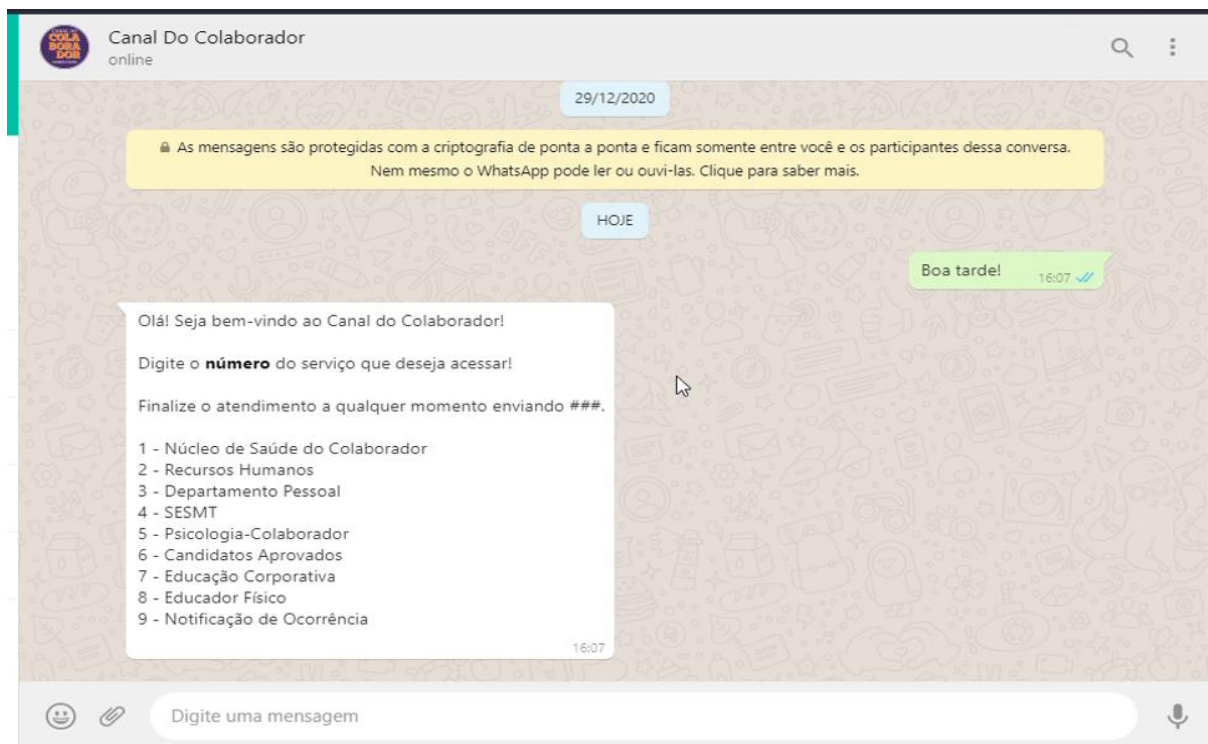 CANAL DO
COLA
BORA
DOR
Canal Do Colaborador
online
29/12/2020
As mensagens são protegidas com a criptografia de ponta a ponta e ficam somente entre você e os participantes dessa conversa.
Nem mesmo o WhatsApp pode ler ou ouvi-las. Clique para saber mais.
HOJE
Boa tarde!
16:07
Olá! Seja bem-vindo ao Canal do Colaborador!
Digite o número do serviço que deseja acessar!
Finalize o atendimento a qualquer momento enviando ###.
1 - Núcleo de Saúde do Colaborador
2 - Recursos Humanos
3 - Departamento Pessoal
4 - SESMT
5 - Psicologia-Colaborador
6 - Candidatos Aprovados
7 - Educação Corporativa
8 - Educador Físico
9 - Notificação de Ocorrência
16:07
Digite uma mensagem